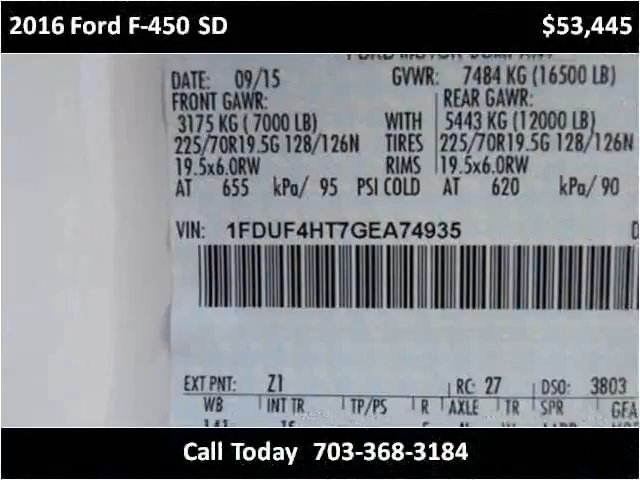 2016 Ford F-450 SD $53,445
DATE: 09/15 GVWR: 7484 KG (16500 LB)
FRONT GAWR: REAR GAWR:
3175 KG ( 7000 LB) WITH 5443 KG (12000 LB)
225/70R19.5G 128/126N TIRES 225/70R19.5G 128/126N
19.5x6.0RW RIMS 19.5x6.0RW
AT 655 kPa/ 95 PSI COLD AT 620 kPa/ 90
VIN: 1FDUF4HT7GEA74935
EXT PNT: Z1 RC: 27 DSO: 3803
WB INT TR TP/PS R AXLE TR SPR
Call Today 703-368-3184